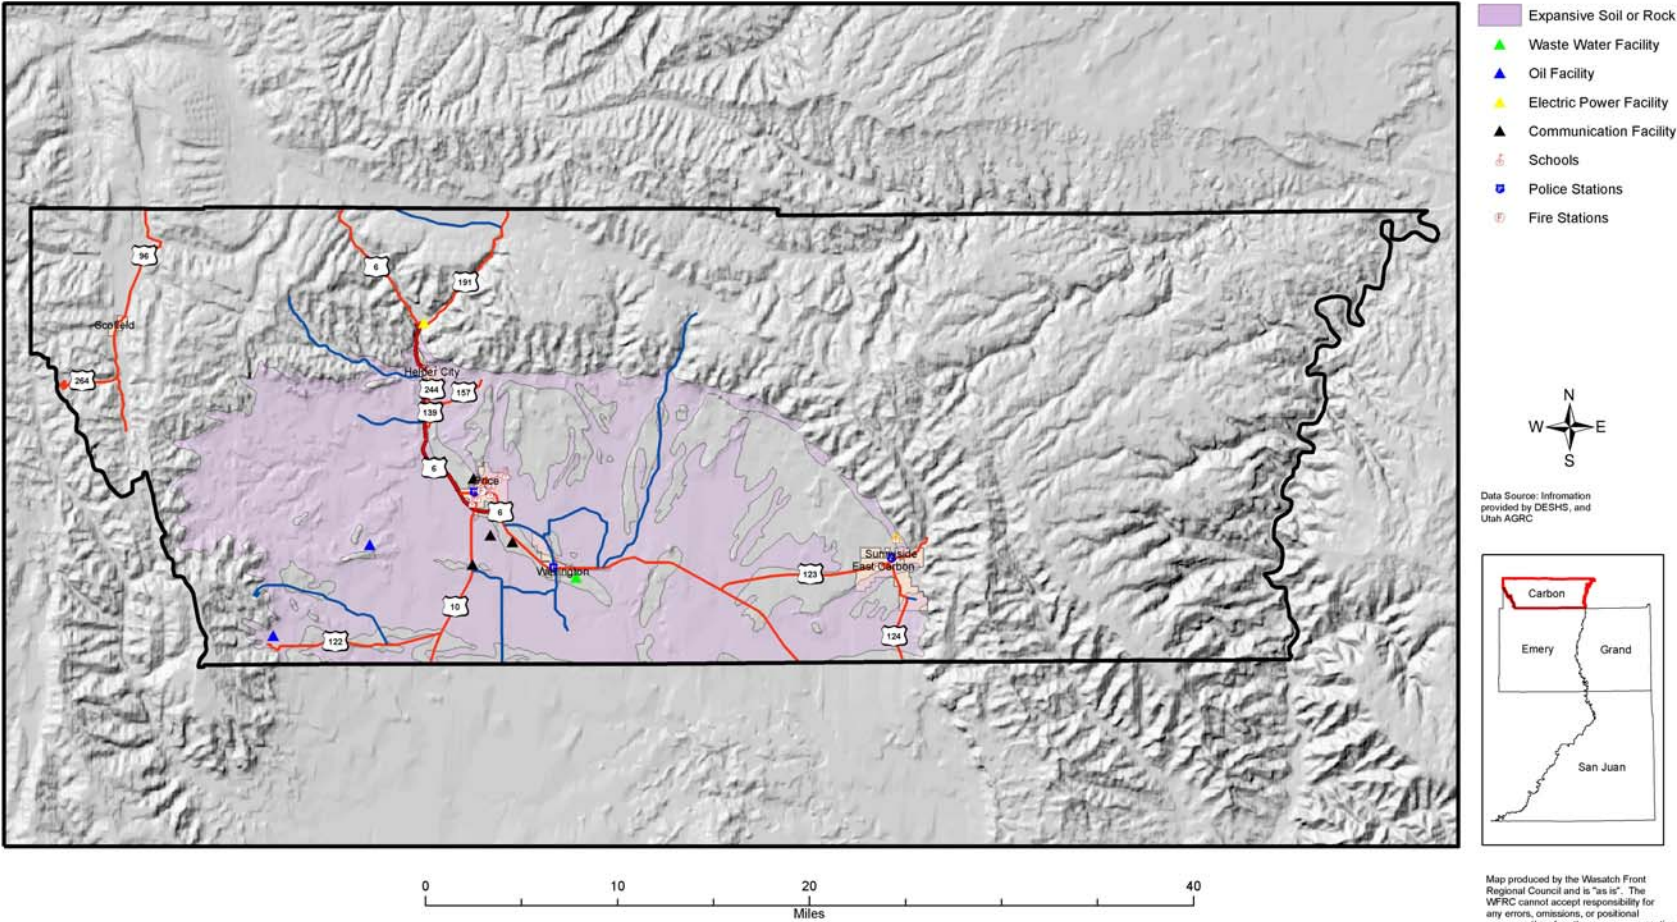 Expansive Soil or Rock
Waste Water Facility
Oil Facility
Electric Power Facility
Communication Facility
Schools
Police Stations
Fire Stations
96
6
191
Scofield
264
Helper City
244
157
139
6
Price
6
Sunnyside
East Carbon
Wellington
123
10
122
124
N
W E
S
Data Source: Infromation
provided by DESHS, and
Utah AGRC
Carbon
Emery
Grand
San Juan
0 10 20 40
Miles
Map produced by the Wasatch Front
Regional Council and is "as is". The
WFRC cannot accept responsibility for
any errors, omissions, or positional